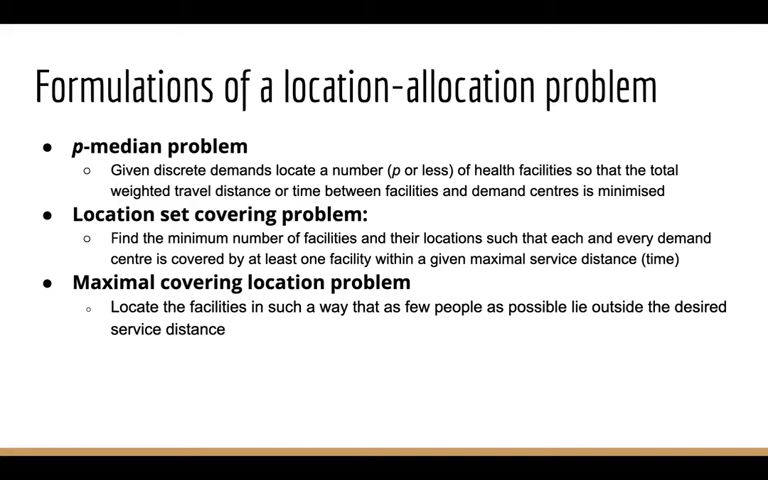 Formulations of a location-allocation problem
● p-median problem
○ Given discrete demands locate a number (p or less) of health facilities so that the total
weighted travel distance or time between facilities and demand centres is minimised
● Location set covering problem:
○ Find the minimum number of facilities and their locations such that each and every demand
centre is covered by at least one facility within a given maximal service distance (time)
● Maximal covering location problem
○ Locate the facilities in such a way that as few people as possible lie outside the desired
service distance